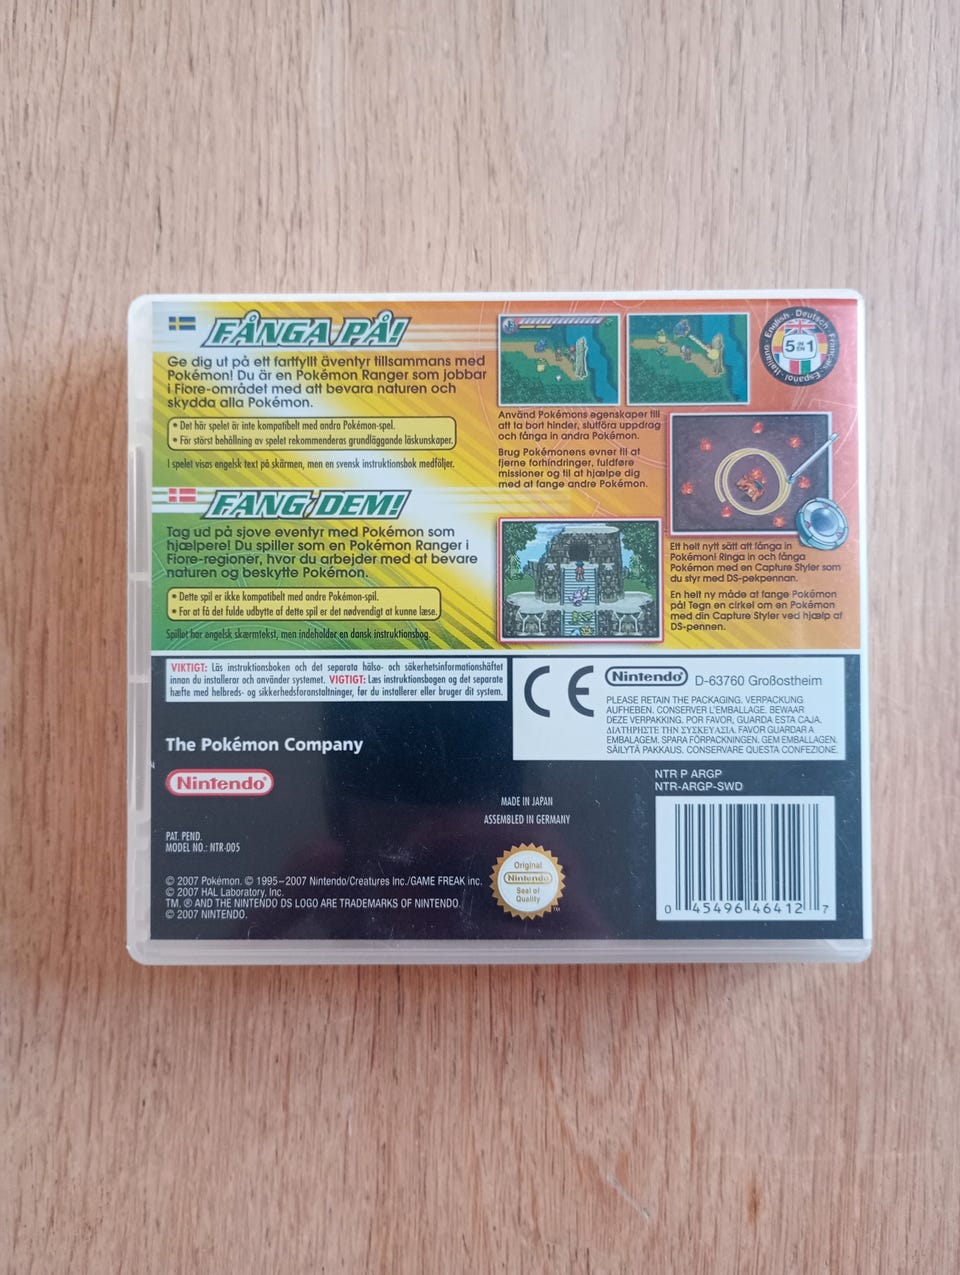 FÅNGA PÅ!
Ge dig ut på ett fartfyllt äventyr tillsammans med
Pokémon! Du är en Pokémon Ranger som jobbar
i Fiore-området med att bevara naturen och
skydda alla Pokémon.
• Det här spelet är inte kompatibelt med andra Pokémon-spel.
• För störst behållning av spelet rekommenderas grundläggande läskunskaper.
I spelet visas engelsk text på skärmen, men en svensk instruktionsbok medföljer.
FANG DEM!
Tag ud på sjove eventyr med Pokémon som
hjælpere! Du spiller som en Pokémon Ranger i
Fiore-regionen, hvor du arbejder med at bevare
naturen og beskytte Pokémon.
• Dette spil er ikke kompatibelt med andre Pokémon-spil.
• For at få det fulde udbytte af dette spil er det nødvendigt at kunne læse.
Spillet har engelsk skærmtekst, men indeholder en dansk instruktionsbog.
Använd Pokémons egenskaper till
att ta bort hinder, slutföra uppdrag
och fånga in andra Pokémon.
Brug Pokémonens evner til at
fjerne forhindringer, fuldføre
missioner og til at hjælpe dig
med at fange andre Pokémon.
English · Deutsch · Français · Español · Italiano
5 IN EN 1
Ett helt nytt sätt att fånga in
Pokémon! Ringa in och fånga
Pokémon med en Capture Styler som
du styr med DS-pekpennan.
En helt ny måde at fange Pokémon
på! Tegn en cirkel om en Pokémon
med din Capture Styler ved hjælp af
DS-pennen.
VIKTIGT: Läs instruktionsboken och det separata hälso- och säkerhetsinformationshäftet
innan du installerar och använder systemet. VIGTIGT: Læs instruktionsbogen og det separate
hæfte med helbreds- og sikkerhedsforanstaltninger, før du installerer eller bruger dit system.
CE
Nintendo
D-63760 Großostheim
PLEASE RETAIN THE PACKAGING. VERPACKUNG
AUFHEBEN. CONSERVER L'EMBALLAGE. BEWAAR
DEZE VERPAKKING. POR FAVOR, GUARDA ESTA CAJA.
ΔΙΑΤΗΡΗΣΤΕ ΤΗΝ ΣΥΣΚΕΥΑΣΙΑ. FAVOR GUARDAR A
EMBALAGEM. SPARA FÖRPACKNINGEN. GEM EMBALLAGEN.
SÄILYTÄ PAKKAUS. CONSERVARE QUESTA CONFEZIONE.
The Pokémon Company
Nintendo
PAT. PEND.
MODEL NO.: NTR-005
MADE IN JAPAN
ASSEMBLED IN GERMANY
NTR P ARGP
NTR-ARGP-SWD
© 2007 Pokémon. © 1995–2007 Nintendo/Creatures Inc./GAME FREAK inc.
© 2007 HAL Laboratory, Inc.
TM, ® AND THE NINTENDO DS LOGO ARE TRADEMARKS OF NINTENDO.
© 2007 NINTENDO.
Original
Nintendo
Seal of
Quality
TM
0 45496 46412 7